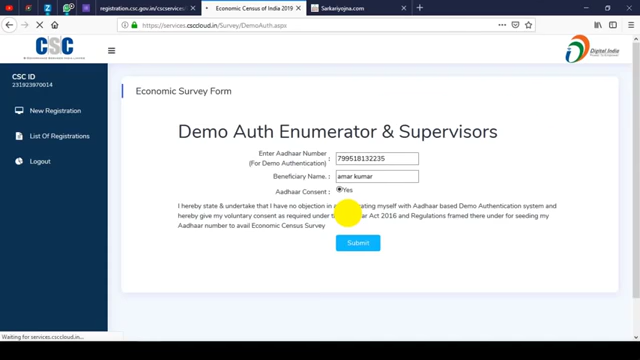 registration.csc.gov.in/cscservices
Economic Census of India 2019
Sarkariyojna.com
https://services.csccloud.in/Survey/DemoAuth.aspx
CSC
Digital India
CSC ID
231923970014
New Registration
List Of Registrations
Logout
Economic Survey Form
Demo Auth Enumerator & Supervisors
Enter Aadhaar Number
(For Demo Authentication) : 799518132235
Beneficiary Name. : amar kumar
Aadhaar Consent : Yes
I hereby state & undertake that I have no objection in myself with Aadhaar based Demo Authentication system and
hereby give my voluntary consent as required under Act 2016 and Regulations framed there under for seeding my
Aadhaar number to avail Economic Census Survey
Submit
Waiting for services.csccloud.in...